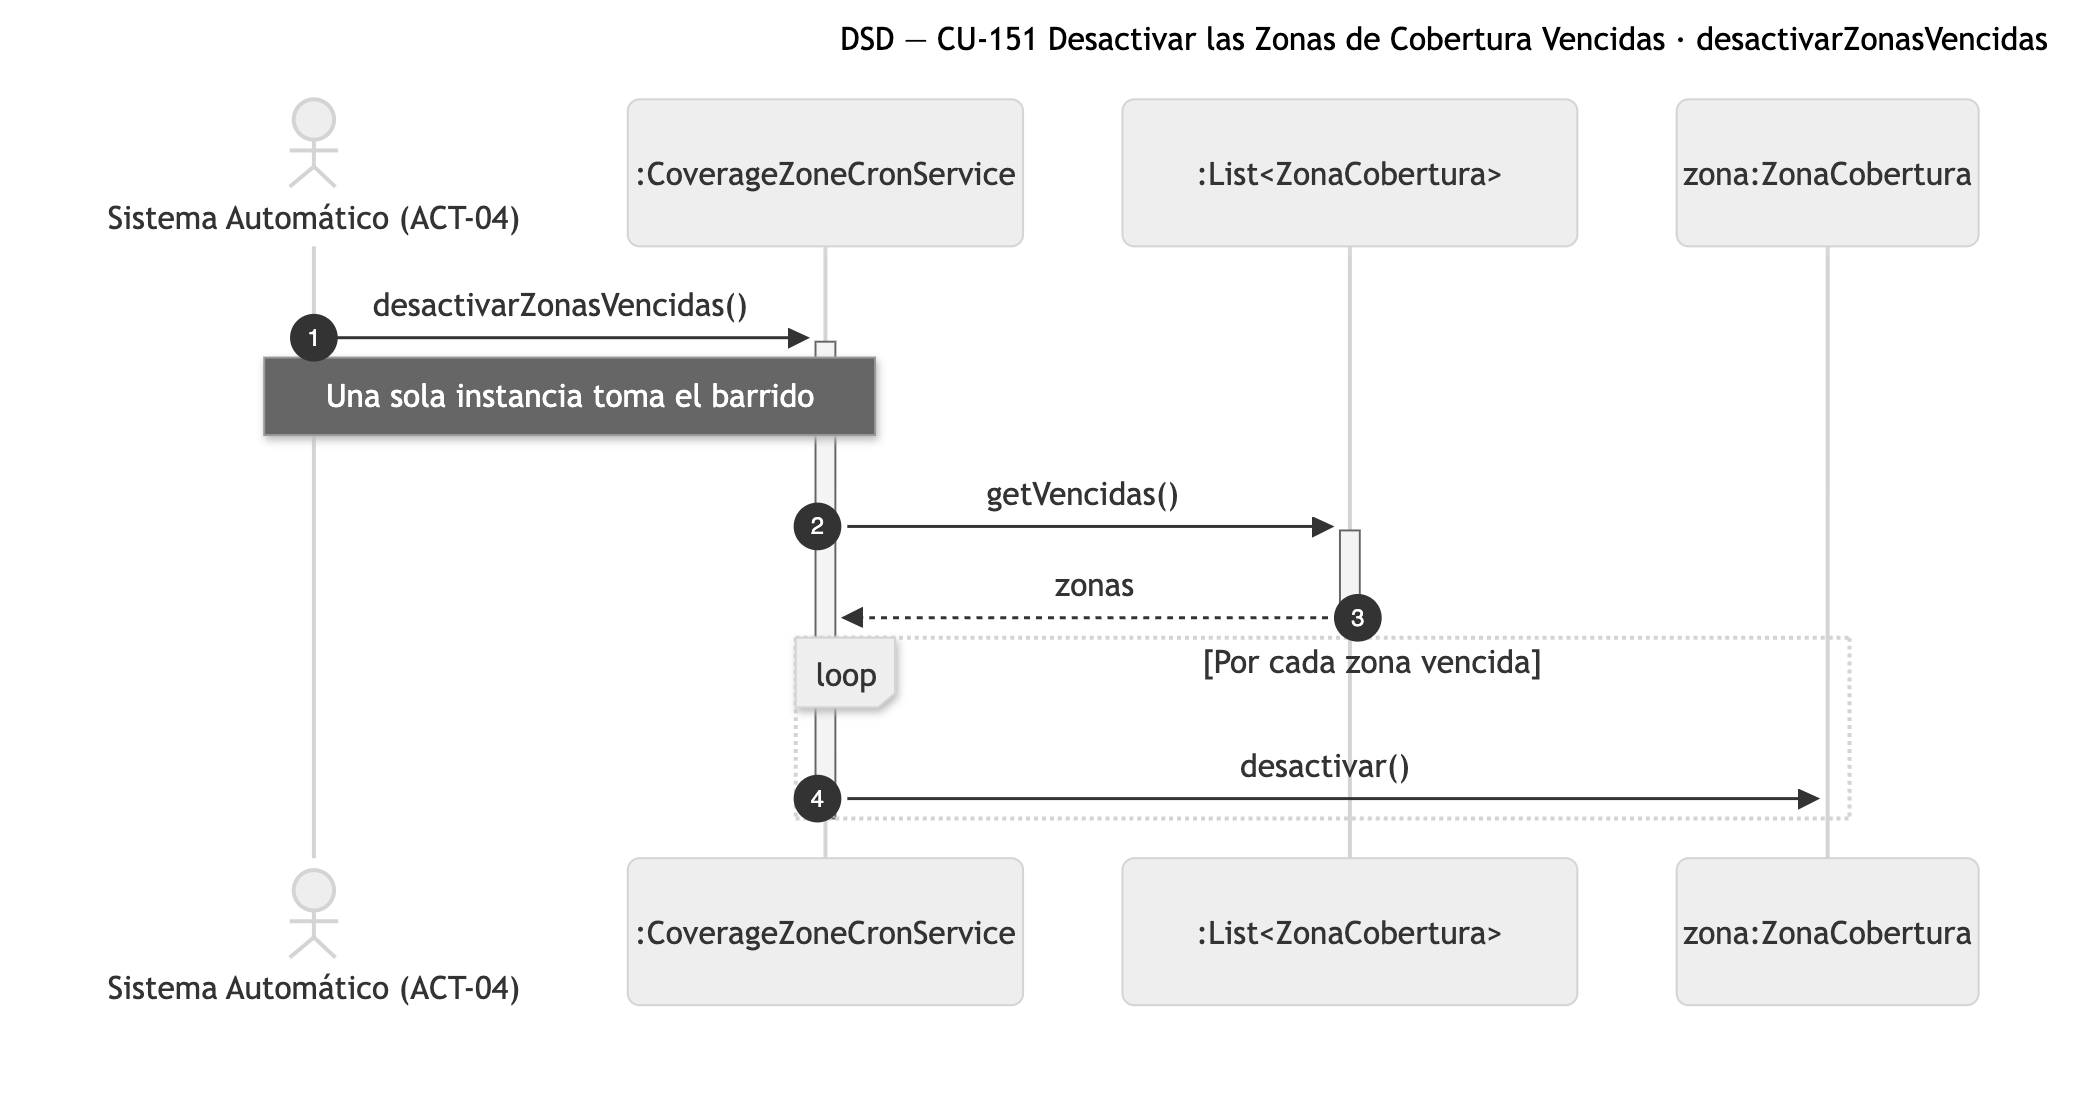 DSD — CU-151 Desactivar las Zonas de Cobertura Vencidas · desactivarZonasVencidas
Sistema Automático (ACT-04)
:CoverageZoneCronService
:List<ZonaCobertura>
zona:ZonaCobertura
desactivarZonasVencidas()
1
Una sola instancia toma el barrido
getVencidas()
2
zonas
3
loop
[Por cada zona vencida]
desactivar()
4
Sistema Automático (ACT-04)
:CoverageZoneCronService
:List<ZonaCobertura>
zona:ZonaCobertura